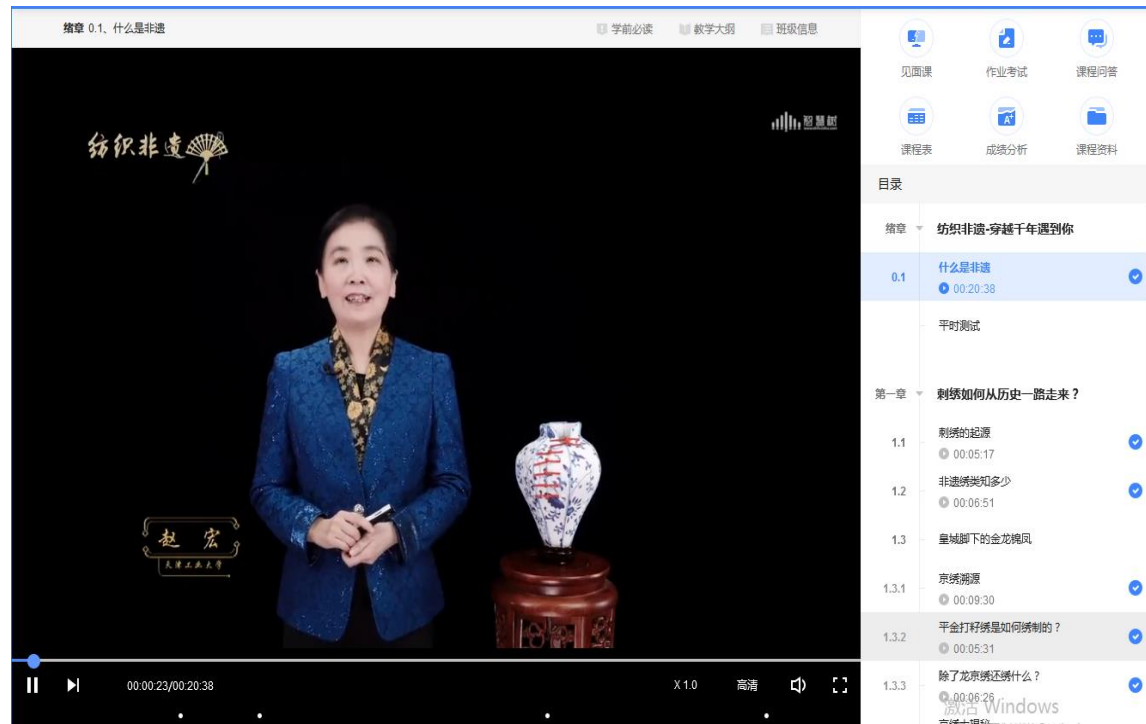 绪章 0.1、什么是非遗
学前必读
教学大纲
班级信息
纺织非遗
智慧树
赵 宏
天津工业大学
00:00:23/00:20:38
X 1.0
高清
见面课
作业考试
课程问答
课程表
成绩分析
课程资料
目录
绪章 纺织非遗-穿越千年遇到你
0.1 什么是非遗
00:20:38
平时测试
第一章 刺绣如何从历史一路走来？
1.1 刺绣的起源
00:05:17
1.2 非遗绣类知多少
00:06:51
1.3 皇城脚下的金龙锦凤
1.3.1 京绣溯源
00:09:30
1.3.2 平金打籽绣是如何绣制的？
00:05:31
1.3.3 除了龙京绣还绣什么？
00:06:26
激活 Windows